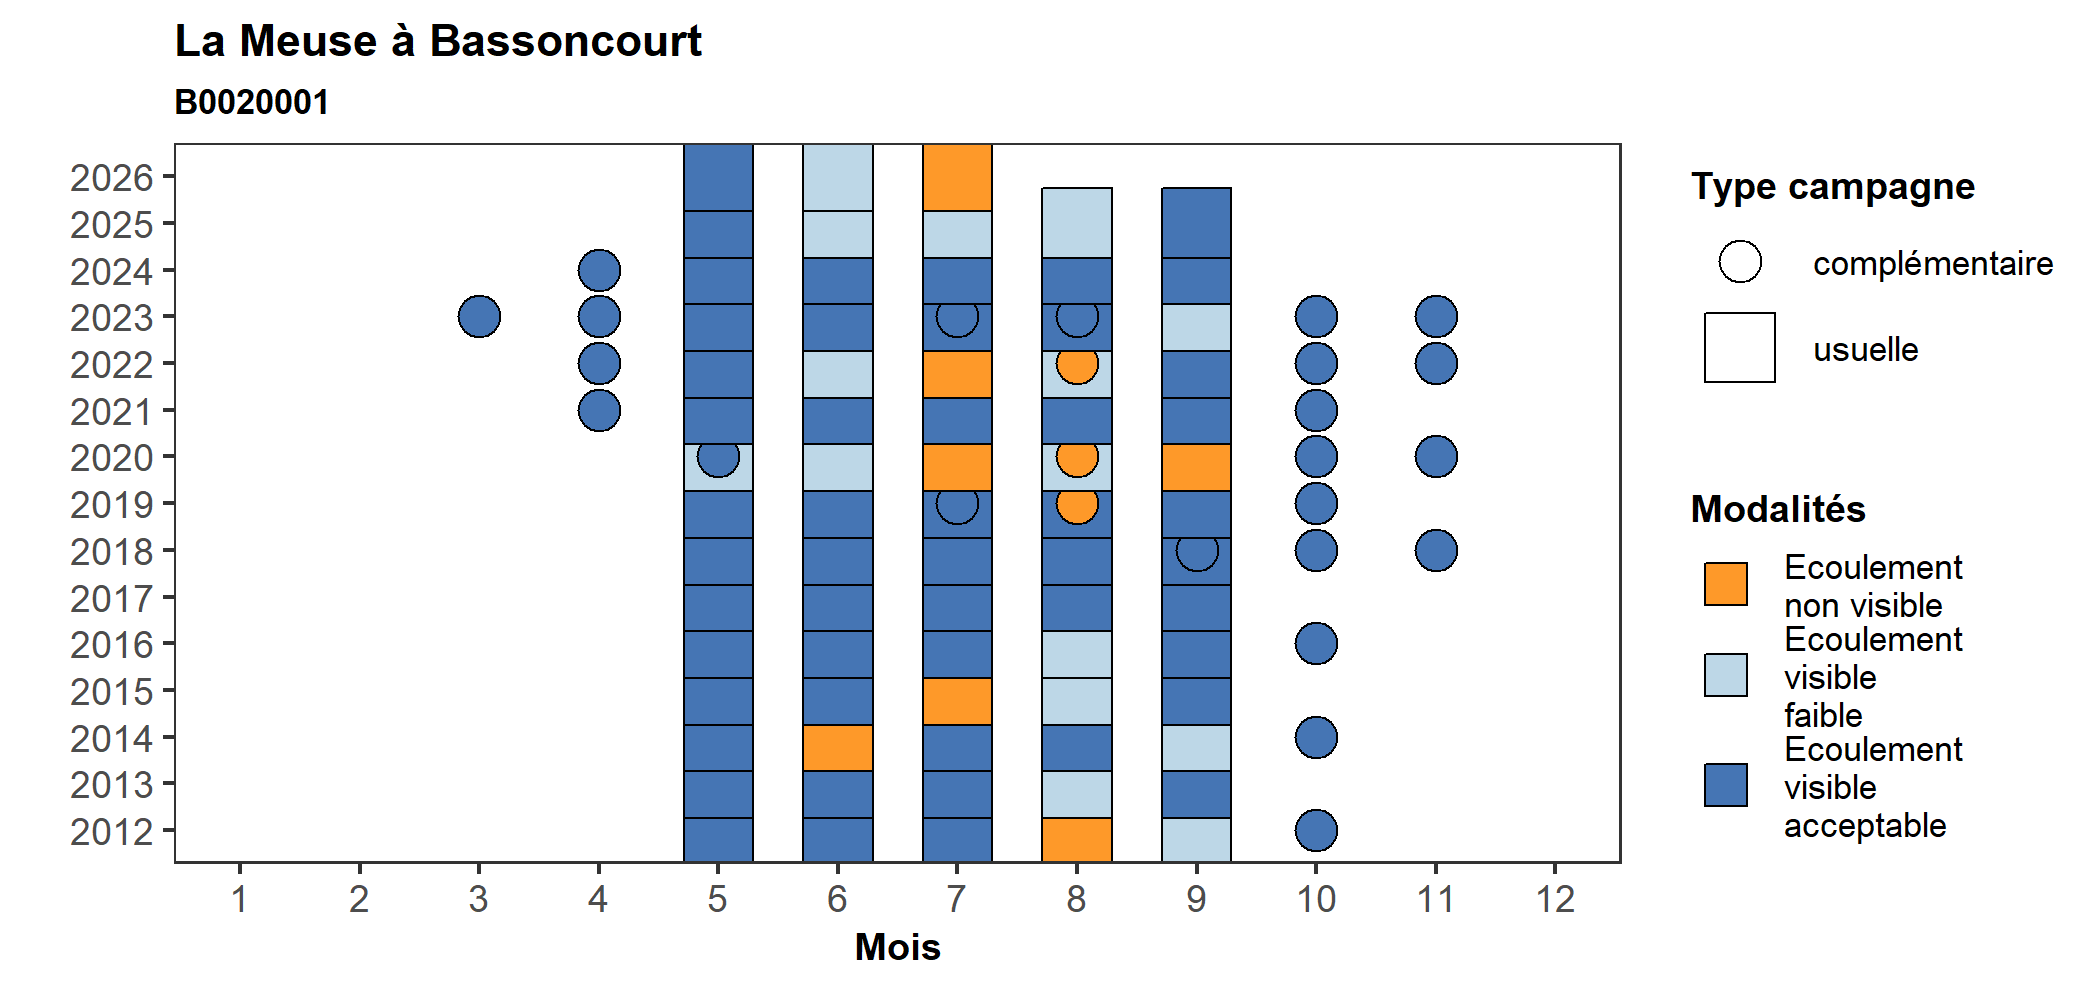 La Meuse à Bassoncourt
B0020001
2026
2025
2024
2023
2022
2021
2020
2019
2018
2017
2016
2015
2014
2013
2012
1 2 3 4 5 6 7 8 9 10 11 12
Mois
Type campagne
complémentaire
usuelle
Modalités
Ecoulement
non visible
Ecoulement
visible
faible
Ecoulement
visible
acceptable